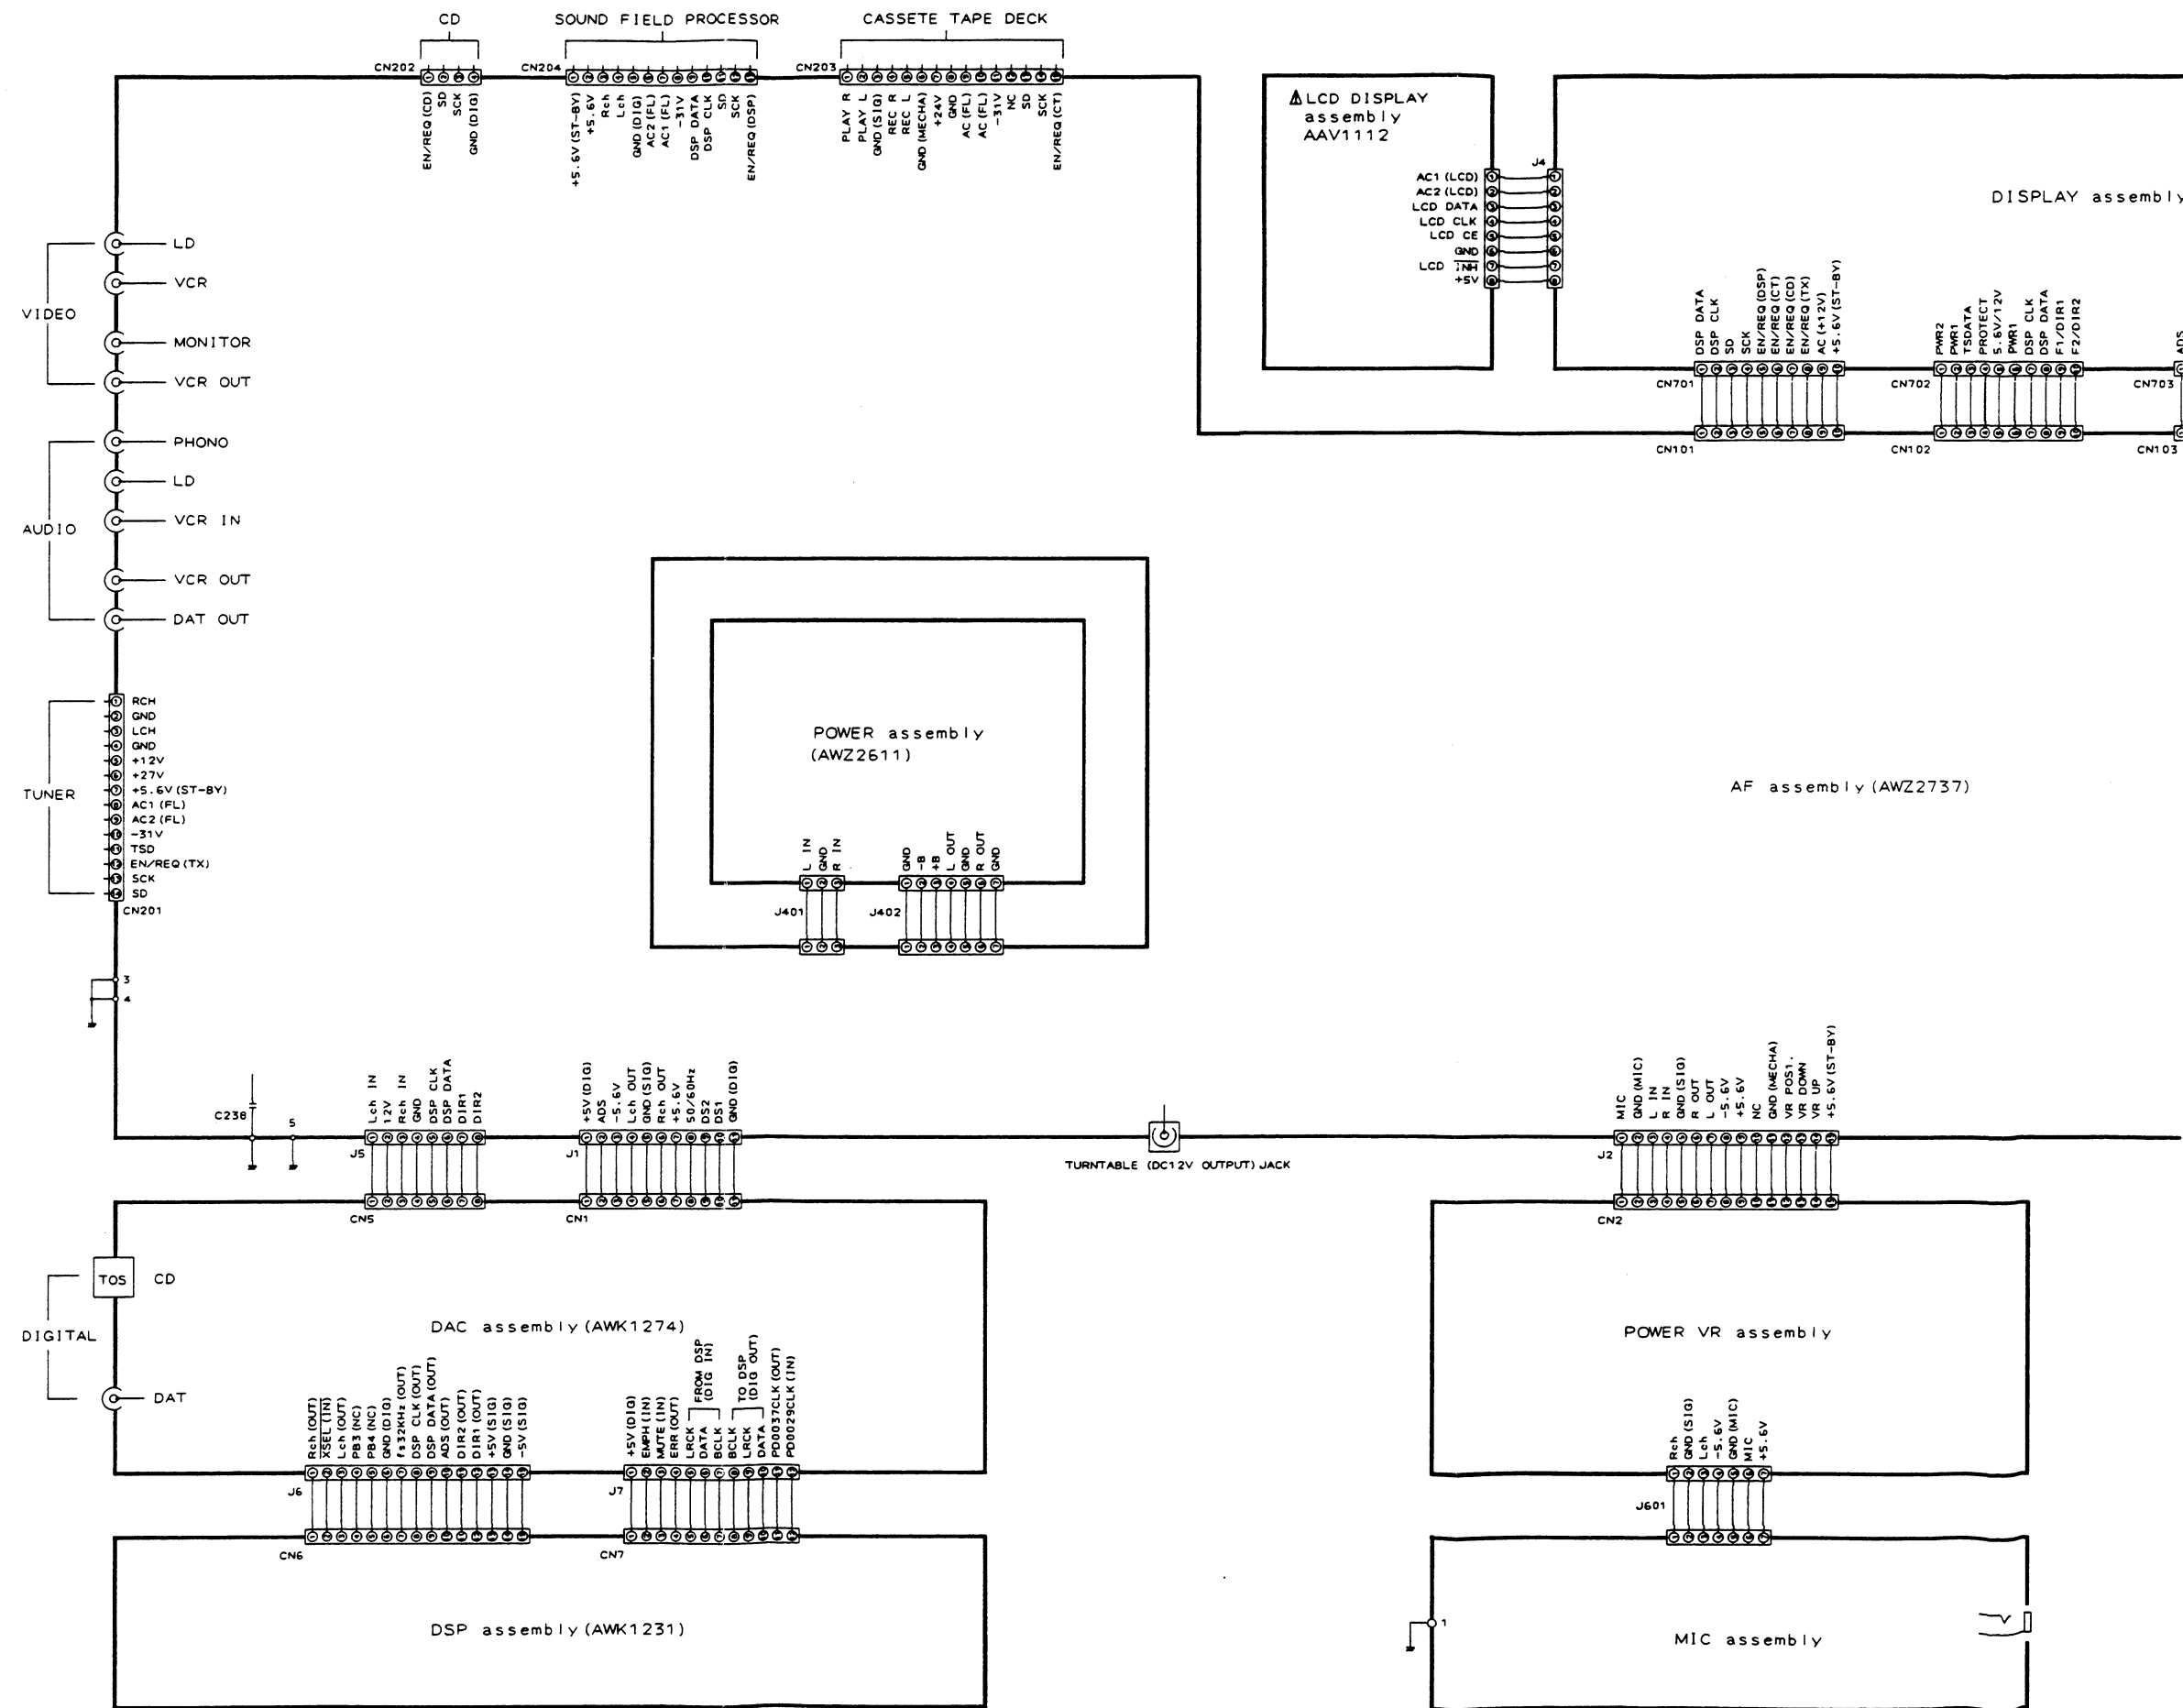 CD
SOUND FIELD PROCESSOR
CASSETE TAPE DECK
CN202
CN204
CN203
EN/REQ(CD)
SD
SCK
GND(DIG)
+5.6V(ST-BY)
+5.6V
Rch
Lch
GND(DIG)
AC2(FL)
AC1(FL)
-31V
DSP DATA
DSP CLK
SD
SCK
EN/REQ(DSP)
PLAY R
PLAY L
GND(SIG)
REC R
REC L
GND(MECHA)
+24V
GND
AC(FL)
AC(FL)
-31V
NC
SD
SCK
EN/REQ(CT)
LCD DISPLAY
assembly
AAV1112
J4
AC1(LCD)
AC2(LCD)
LCD DATA
LCD CLK
LCD CE
GND
LCD INH
+5V
DISPLAY assembly
DSP DATA
DSP CLK
SD
SCK
EN/REQ(DSP)
EN/REQ(CT)
EN/REQ(CD)
EN/REQ(TX)
AC(+12V)
+5.6V(ST-BY)
PWR2
PWR1
TSDATA
PROTECT
5.6V/12V
PWR1
DSP CLK
DSP DATA
F1/DIR1
F2/DIR2
ADS
CN701
CN702
CN703
CN101
CN102
CN103
VIDEO
LD
VCR
MONITOR
VCR OUT
AUDIO
PHONO
LD
VCR IN
VCR OUT
DAT OUT
TUNER
RCH
GND
LCH
GND
+12V
+27V
+5.6V(ST-BY)
AC1(FL)
AC2(FL)
-31V
TSD
EN/REQ(TX)
SCK
SD
CN201
3
4
POWER assembly
(AWZ2611)
L IN
GND
R IN
GND
-B
+B
L OUT
GND
R OUT
GND
J401
J402
AF assembly(AWZ2737)
C238
5
Lch IN
12V
Rch IN
GND
DSP CLK
DSP DATA
DIR1
DIR2
J5
+5V(DIG)
ADS
-5.6V
Lch OUT
GND(SIG)
Rch OUT
+5.6V
50/60Hz
DS2
DS1
GND(DIG)
J1
TURNTABLE (DC12V OUTPUT) JACK
MIC
GND(MIC)
L IN
R IN
GND(SIG)
R OUT
L OUT
-5.6V
+5.6V
NC
GND(MECHA)
VR POS1.
VR DOWN
VR UP
+5.6V(ST-BY)
J2
CN5
CN1
CN2
DIGITAL
TOS CD
DAT
DAC assembly(AWK1274)
Rch(OUT)
XSEL(IN)
Lch(OUT)
PB3(NC)
PB4(NC)
GND(DIG)
fs32KHz(OUT)
DSP CLK(OUT)
DSP DATA(OUT)
ADS(OUT)
DIR2(OUT)
DIR1(OUT)
+5V(SIG)
GND(SIG)
-5V(SIG)
J6
+5V(DIG)
EMPH(IN)
MUTE(IN)
ERR(OUT)
LRCK
DATA
BCLK
FROM DSP
(DIG IN)
BCLK
LRCK
DATA
TO DSP
(DIG OUT)
PD0037CLK(OUT)
PD0029CLK(IN)
J7
CN6
CN7
DSP assembly(AWK1231)
POWER VR assembly
Rch
GND(SIG)
Lch
-5.6V
GND(MIC)
MIC
+5.6V
J601
1
MIC assembly